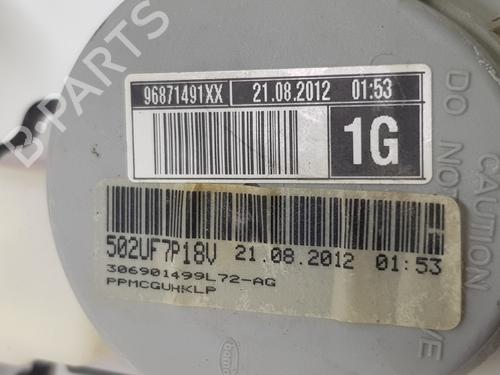 96871491XX 21.08.2012 01:53
1G
502UF7P18V 21.08.2012 01:53
306901499L72-AG
PPMCGUHKLP
CAUTION
DO NOT
B-PARTS